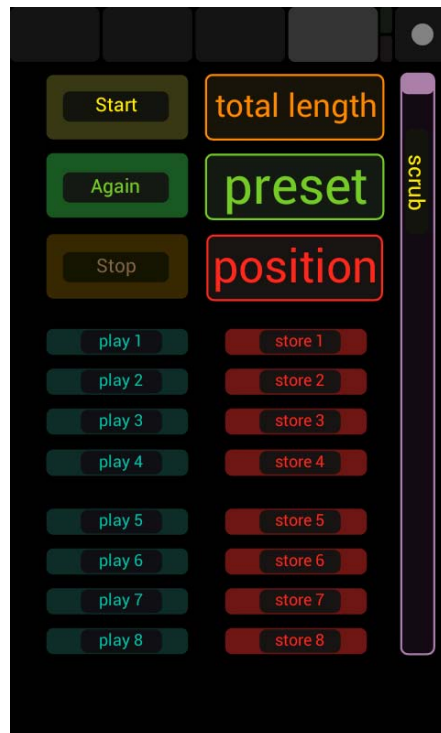 Start
total length
Again
preset
Stop
position
scrub
play 1
store 1
play 2
store 2
play 3
store 3
play 4
store 4
play 5
store 5
play 6
store 6
play 7
store 7
play 8
store 8